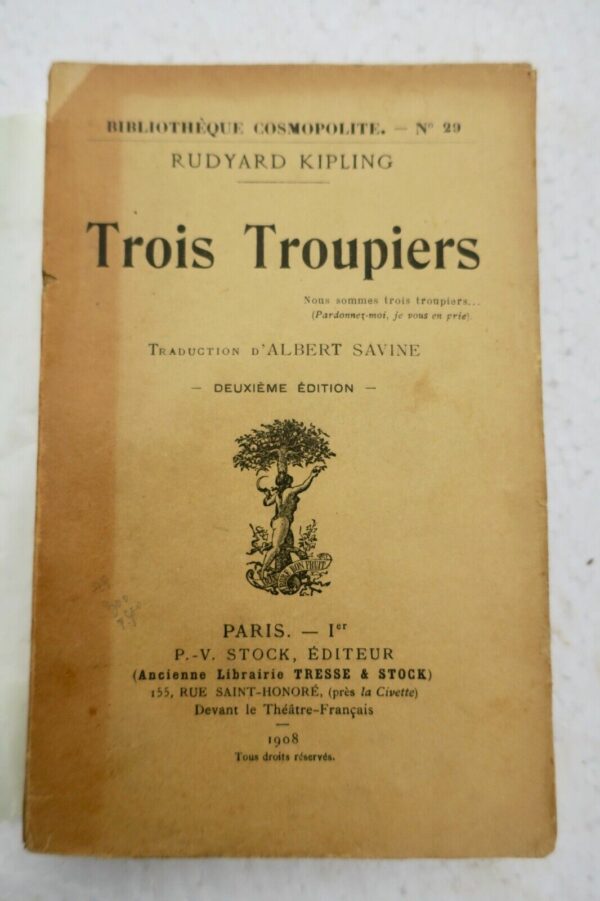 BIBLIOTHÈQUE COSMOPOLITE. — N° 29
RUDYARD KIPLING
Trois Troupiers
Nous sommes trois troupiers...
(Pardonnez-moi, je vous en prie).
TRADUCTION D'ALBERT SAVINE
— DEUXIÈME ÉDITION —
MON FRUIT
PARIS. — Ier
P.-V. STOCK, ÉDITEUR
(Ancienne Librairie TRESSE & STOCK)
155, RUE SAINT-HONORÉ, (près la Civette)
Devant le Théâtre-Français
1908
Tous droits réservés.